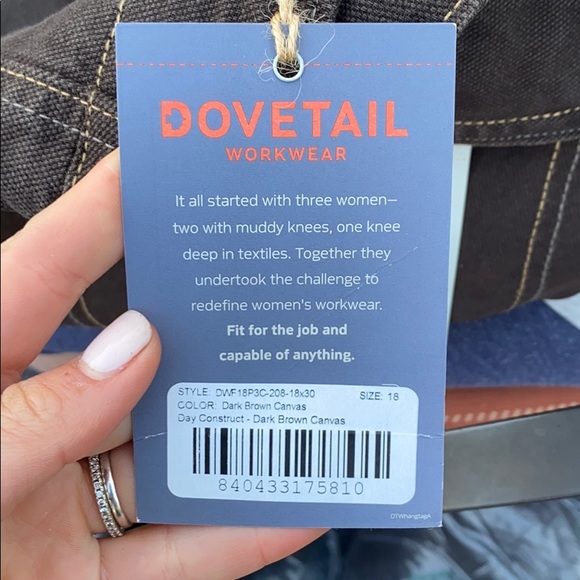 DOVETAIL
WORKWEAR
It all started with three women—
two with muddy knees, one knee
deep in textiles. Together they
undertook the challenge to
redefine women's workwear.
Fit for the job and
capable of anything.
STYLE: DWF18P3C-208-18x30 SIZE: 18
COLOR: Dark Brown Canvas
Day Construct - Dark Brown Canvas
840433175810
DTWhangtagA